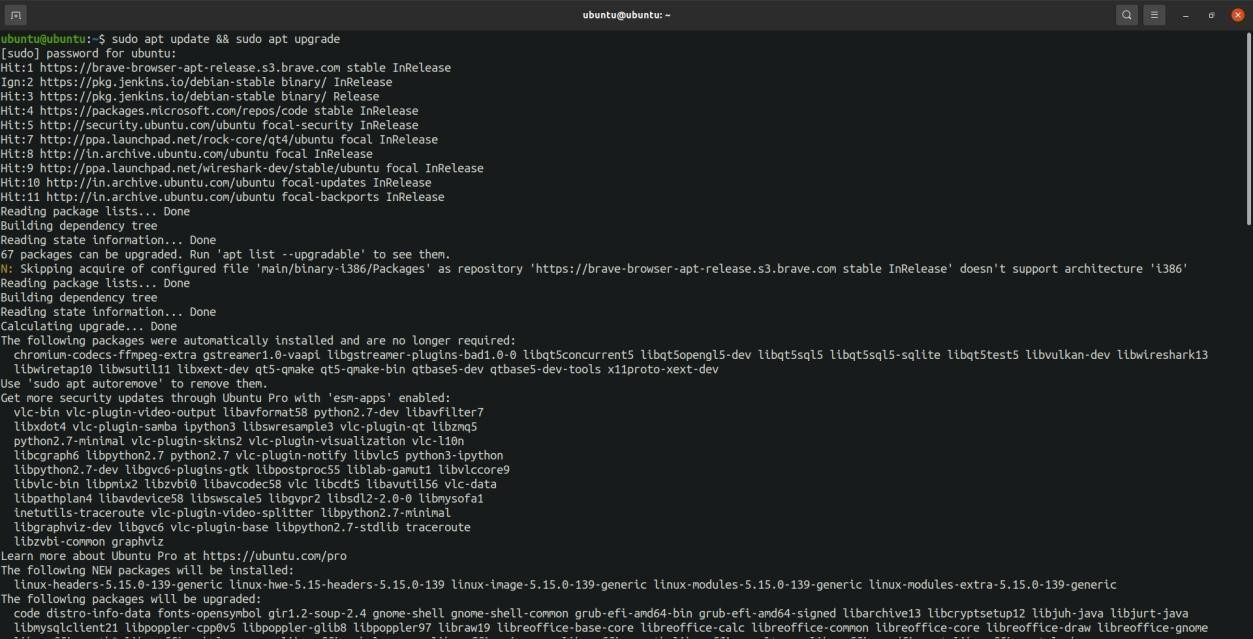 ubuntu@ubuntu: ~
ubuntu@ubuntu:~$ sudo apt update && sudo apt upgrade
[sudo] password for ubuntu:
Hit:1 https://brave-browser-apt-release.s3.brave.com stable InRelease
Ign:2 https://pkg.jenkins.io/debian-stable binary/ InRelease
Hit:3 https://pkg.jenkins.io/debian-stable binary/ Release
Hit:4 https://packages.microsoft.com/repos/code stable InRelease
Hit:5 http://security.ubuntu.com/ubuntu focal-security InRelease
Hit:7 http://ppa.launchpad.net/rock-core/qt4/ubuntu focal InRelease
Hit:8 http://in.archive.ubuntu.com/ubuntu focal InRelease
Hit:9 http://ppa.launchpad.net/wireshark-dev/stable/ubuntu focal InRelease
Hit:10 http://in.archive.ubuntu.com/ubuntu focal-updates InRelease
Hit:11 http://in.archive.ubuntu.com/ubuntu focal-backports InRelease
Reading package lists... Done
Building dependency tree
Reading state information... Done
67 packages can be upgraded. Run 'apt list --upgradable' to see them.
N: Skipping acquire of configured file 'main/binary-i386/Packages' as repository 'https://brave-browser-apt-release.s3.brave.com stable InRelease' doesn't support architecture 'i386'
Reading package lists... Done
Building dependency tree
Reading state information... Done
Calculating upgrade... Done
The following packages were automatically installed and are no longer required:
chromium-codecs-ffmpeg-extra gstreamer1.0-vaapi libgstreamer-plugins-bad1.0-0 libqt5concurrent5 libqt5opengl5-dev libqt5sql5 libqt5sql5-sqlite libqt5test5 libvulkan-dev libwireshark13
libwiretap10 libwsutil11 libxext-dev qt5-qmake qt5-qmake-bin qtbase5-dev qtbase5-dev-tools x11proto-xext-dev
Use 'sudo apt autoremove' to remove them.
Get more security updates through Ubuntu Pro with 'esm-apps' enabled:
vlc-bin vlc-plugin-video-output libavformat58 python2.7-dev libavfilter7
libxdot4 vlc-plugin-samba ipython3 libswresample3 vlc-plugin-qt libzmq5
python2.7-minimal vlc-plugin-skins2 vlc-plugin-visualization vlc-l10n
libcgraph6 libpython2.7 python2.7 vlc-plugin-notify libvlc5 python3-ipython
libpython2.7-dev libgvc6-plugins-gtk libpostproc55 liblab-gamut1 libvlccore9
libvlc-bin libpmix2 libzvbi0 libavcodec58 vlc libcdt5 libavutil56 vlc-data
libpathplan4 libavdevice58 libswscale5 libgvpr2 libsdl2-2.0-0 libmysofa1
inetutils-traceroute vlc-plugin-video-splitter libpython2.7-minimal
libgraphviz-dev libgvc6 vlc-plugin-base libpython2.7-stdlib traceroute
libzvbi-common graphviz
Learn more about Ubuntu Pro at https://ubuntu.com/pro
The following NEW packages will be installed:
linux-headers-5.15.0-139-generic linux-hwe-5.15-headers-5.15.0-139 linux-image-5.15.0-139-generic linux-modules-5.15.0-139-generic linux-modules-extra-5.15.0-139-generic
The following packages will be upgraded:
code distro-info-data fonts-opensymbol gir1.2-soup-2.4 gnome-shell gnome-shell-common grub-efi-amd64-bin grub-efi-amd64-signed libarchive13 libcryptsetup12 libjuh-java libjurt-java
libmysqlclient21 libpoppler-cpp0v5 libpoppler-glib8 libpoppler97 libraw19 libreoffice-base-core libreoffice-calc libreoffice-common libreoffice-core libreoffice-draw libreoffice-gnome